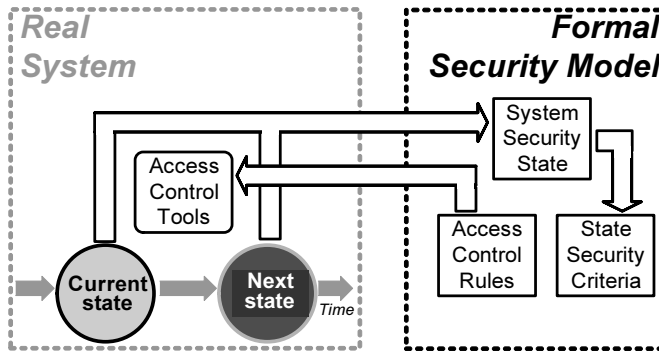 Real
System
Formal
Security Model
System
Security
State
Access
Control
Tools
Access
Control
Rules
State
Security
Criteria
Current
state
Next
state
Time